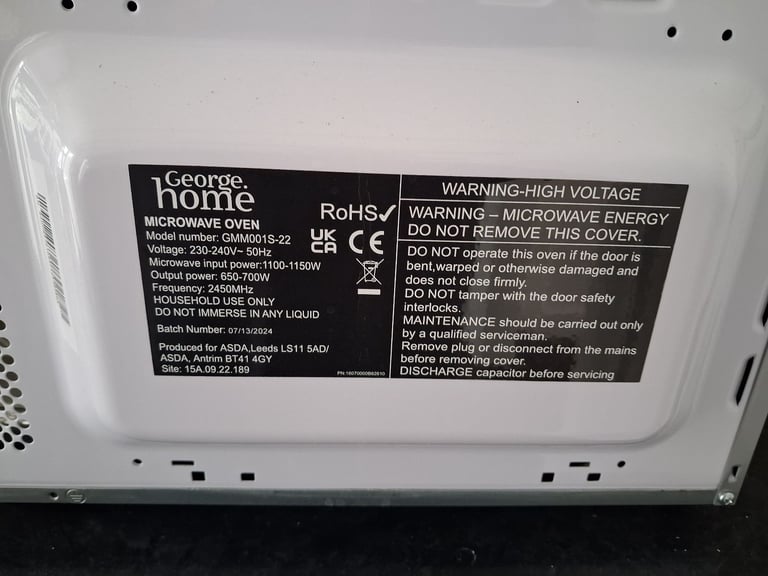 George.
home
MICROWAVE OVEN
Model number: GMM001S-22
Voltage: 230-240V~ 50Hz
Microwave input power:1100-1150W
Output power: 650-700W
Frequency: 2450MHz
HOUSEHOLD USE ONLY
DO NOT IMMERSE IN ANY LIQUID
Batch Number: 07/13/2024
Produced for ASDA,Leeds LS11 5AD/
ASDA, Antrim BT41 4GY
Site: 15A.09.22.189
RoHS✓
UK
CA CE
PN:16070000B62610
WARNING-HIGH VOLTAGE
WARNING – MICROWAVE ENERGY
DO NOT REMOVE THIS COVER.
DO NOT operate this oven if the door is
bent,warped or otherwise damaged and
does not close firmly.
DO NOT tamper with the door safety
interlocks.
MAINTENANCE should be carried out only
by a qualified serviceman.
Remove plug or disconnect from the mains
before removing cover.
DISCHARGE capacitor before servicing